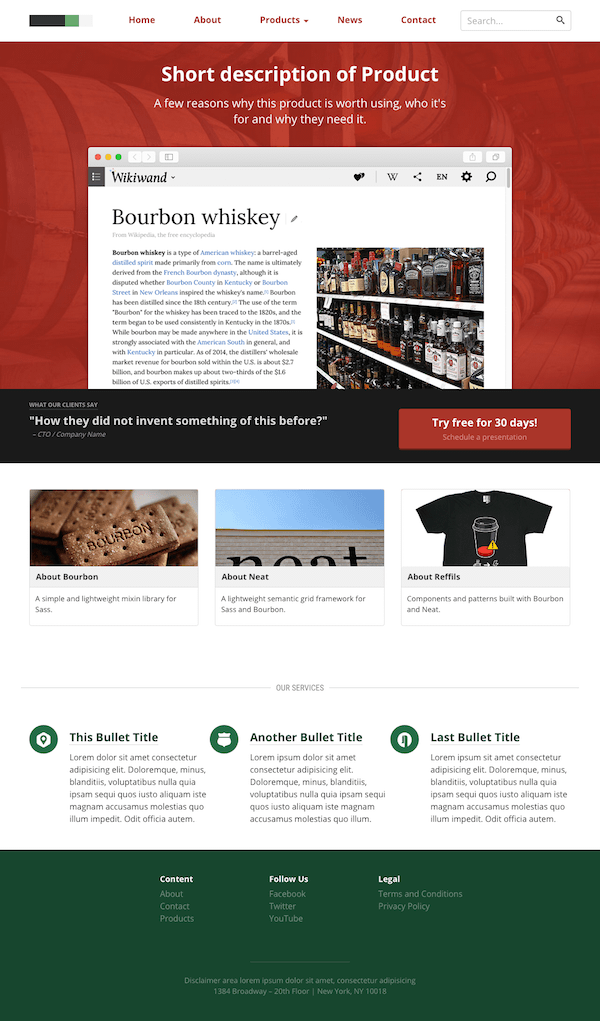 Home About Products News Contact Search...
Short description of Product
A few reasons why this product is worth using, who it's
for and why they need it.
Wikiwand W EN
Bourbon whiskey
From Wikipedia, the free encyclopedia
Bourbon whiskey is a type of American whiskey: a barrel-aged
distilled spirit made primarily from corn. The name is ultimately
derived from the French Bourbon dynasty, although it is
disputed whether Bourbon County in Kentucky or Bourbon
Street in New Orleans inspired the whiskey's name.[1] Bourbon
has been distilled since the 18th century.[2] The use of the term
"Bourbon" for the whiskey has been traced to the 1820s, and the
term began to be used consistently in Kentucky in the 1870s.
While bourbon may be made anywhere in the United States, it is
strongly associated with the American South in general, and
with Kentucky in particular. As of 2014, the distillers' wholesale
market revenue for bourbon sold within the U.S. is about $2.7
billion, and bourbon makes up about two-thirds of the $1.6
billion of U.S. exports of distilled spirits.
WHAT OUR CLIENTS SAY
"How they did not invent something of this before?"
– CTO / Company Name
Try free for 30 days!
Schedule a presentation
BOURBON
neat
About Bourbon
A simple and lightweight mixin library for
Sass.
About Neat
A lightweight semantic grid framework for
Sass and Bourbon.
About Reffils
Components and patterns built with Bourbon
and Neat.
OUR SERVICES
This Bullet Title
Lorem dolor sit amet consectetur
adipisicing elit. Doloremque, minus,
blanditiis, voluptatibus nulla quia
ipsam sequi quos iusto aliquam iste
magnam accusamus molestias quo
illum impedit. Odit officia autem.
Another Bullet Title
Lorem ipsum dolor sit amet, consectetur
adipisicing elit. Doloremque,
minus, blanditiis, voluptatibus nulla
quia ipsam sequi quos iusto aliquam
iste magnam accusamus molestias
quo illum.
Last Bullet Title
Lorem ipsum dolor sit amet, consectetur
adipisicing elit. Doloremque, minus,
blanditiis, voluptatibus nulla quia
ipsam sequi quos iusto aliquam iste
magnam accusamus molestias quo
illum impedit. Odit officia autem.
Content
About
Contact
Products
Follow Us
Facebook
Twitter
YouTube
Legal
Terms and Conditions
Privacy Policy
Disclaimer area lorem ipsum dolor sit amet, consectetur adipisicing
1384 Broadway – 20th Floor | New York, NY 10018